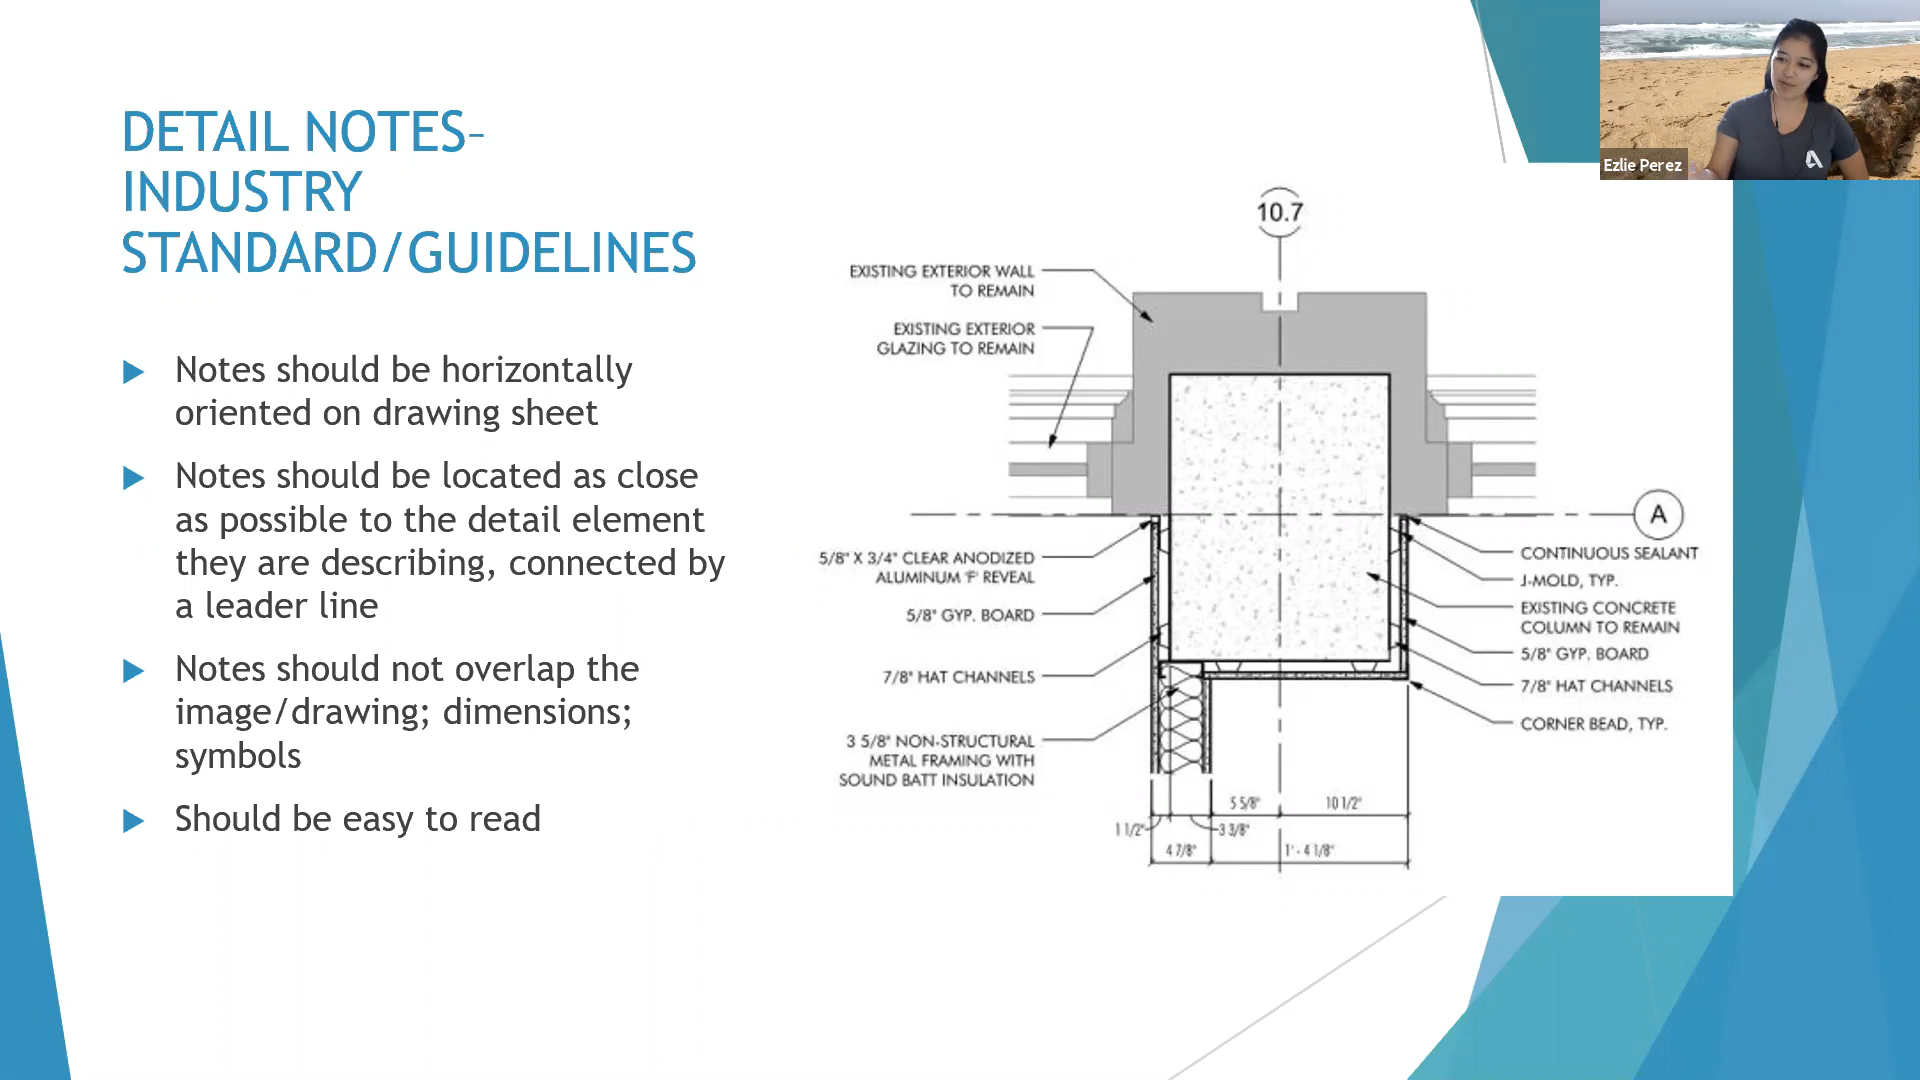 DETAIL NOTES–
INDUSTRY
STANDARD/GUIDELINES
Notes should be horizontally
oriented on drawing sheet
Notes should be located as close
as possible to the detail element
they are describing, connected by
a leader line
Notes should not overlap the
image/drawing; dimensions;
symbols
Should be easy to read
10.7
EXISTING EXTERIOR WALL
TO REMAIN
EXISTING EXTERIOR
GLAZING TO REMAIN
5/8" X 3/4" CLEAR ANODIZED
ALUMINUM 'F' REVEAL
5/8" GYP. BOARD
7/8" HAT CHANNELS
3 5/8" NON-STRUCTURAL
METAL FRAMING WITH
SOUND BATT INSULATION
A
CONTINUOUS SEALANT
J-MOLD, TYP.
EXISTING CONCRETE
COLUMN TO REMAIN
5/8" GYP. BOARD
7/8" HAT CHANNELS
CORNER BEAD, TYP.
5 5/8"
10 1/2"
1 1/2"
3 3/8"
4 7/8"
1' - 4 1/8"
Ezlie Perez